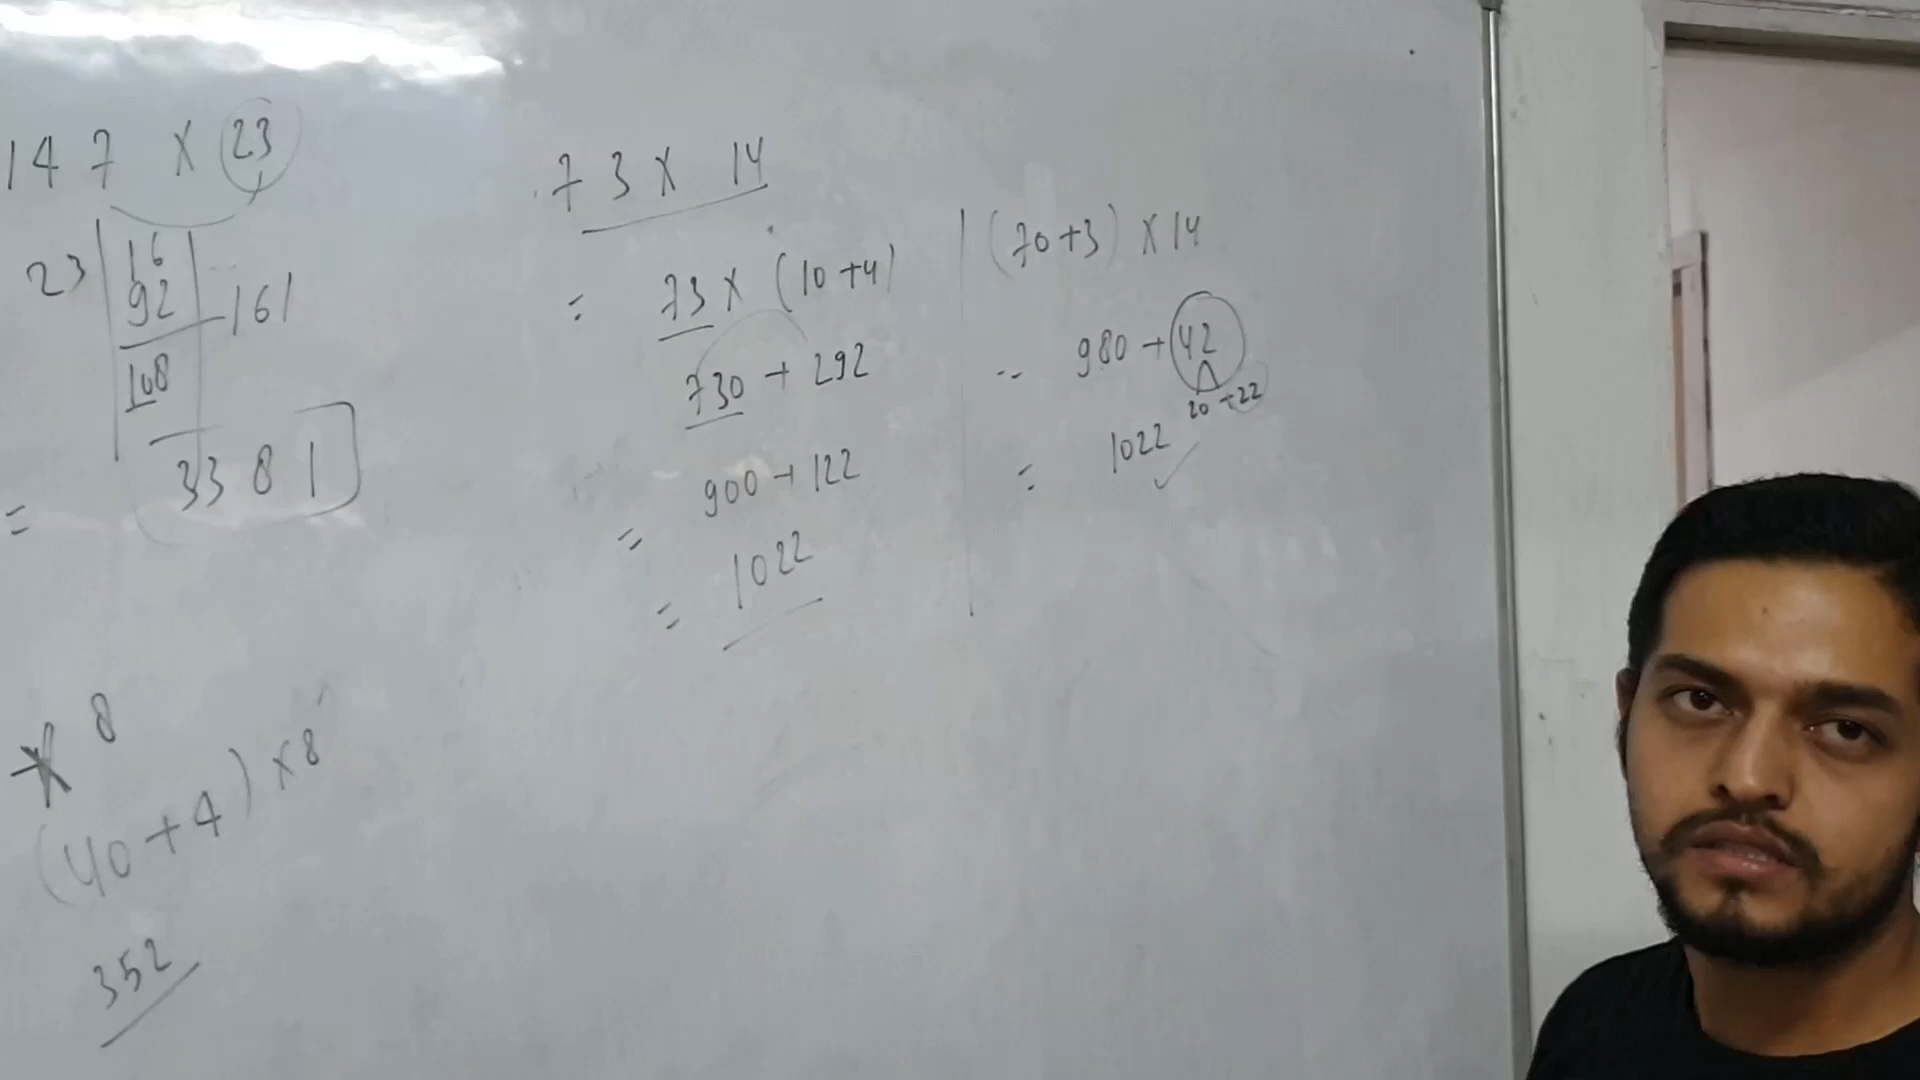 147 x 23
23 | 16
92 - 161
108
= 3381
x 8
(40+4) x 8
352
73 x 14
= 73 x (10+4)
730 + 292
= 900 + 122
= 1022
(70+3) x 14
= 980 + 42
20 + 22
= 1022 ✓